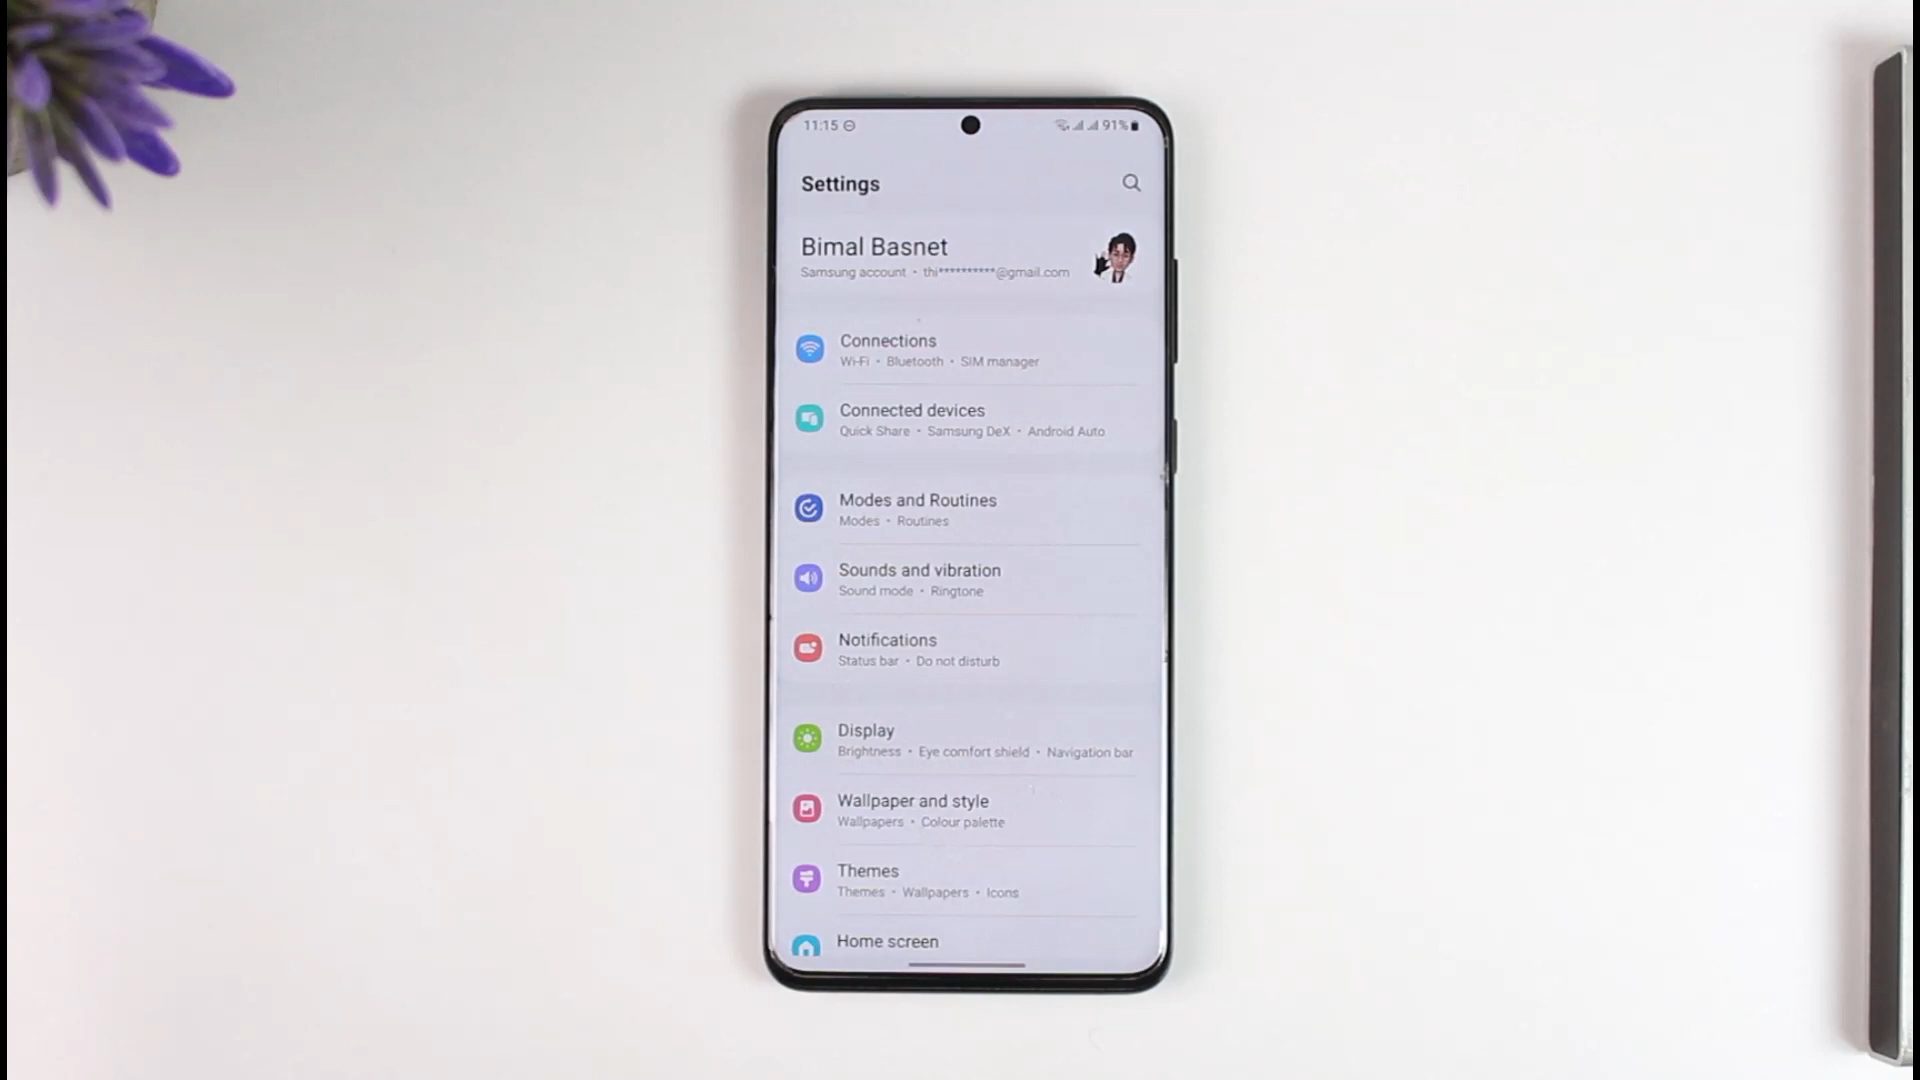 11:15 91%
Settings
Bimal Basnet
Samsung account • thi**********@gmail.com
Connections
Wi-Fi • Bluetooth • SIM manager
Connected devices
Quick Share • Samsung DeX • Android Auto
Modes and Routines
Modes • Routines
Sounds and vibration
Sound mode • Ringtone
Notifications
Status bar • Do not disturb
Display
Brightness • Eye comfort shield • Navigation bar
Wallpaper and style
Wallpapers • Colour palette
Themes
Themes • Wallpapers • Icons
Home screen